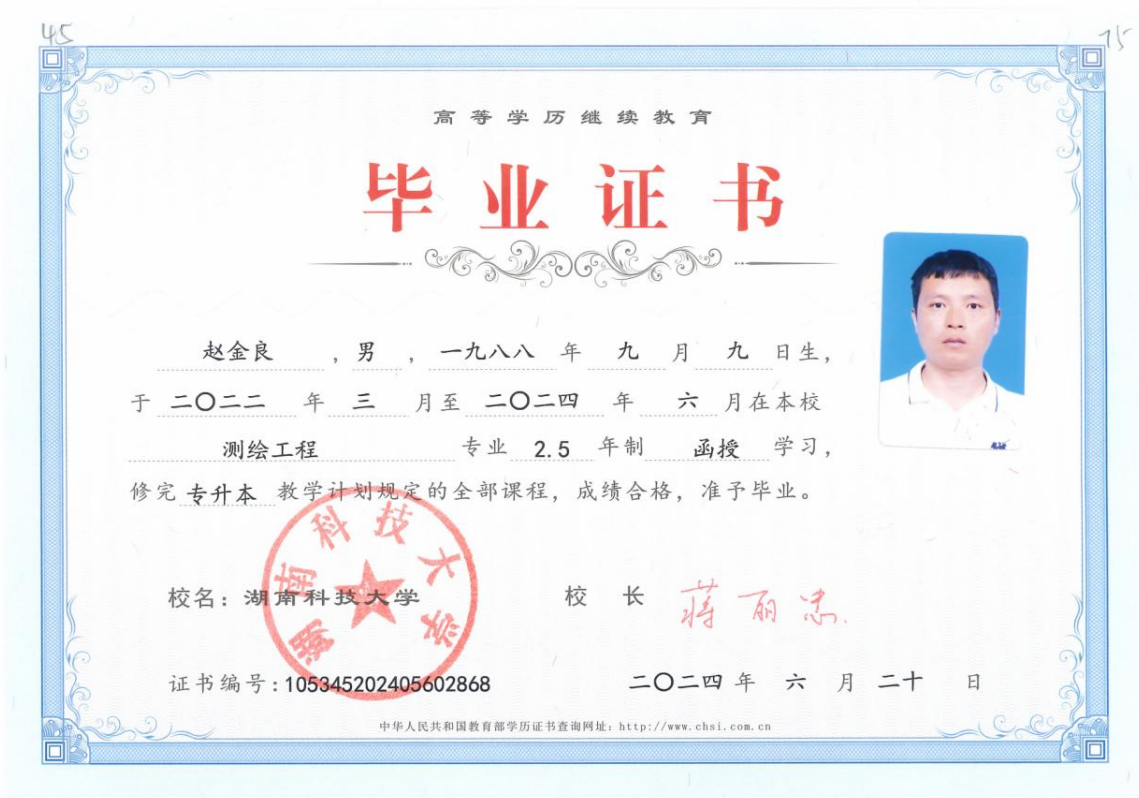 45
15
高等学历继续教育
毕业证书
赵金良 ,男 ,一九八八 年 九 月 九 日生,
于 二〇二二 年 三 月至 二〇二四 年 六 月在本校
测绘工程 专业 2.5 年制 函授 学习,
修完 专升本 教学计划规定的全部课程,成绩合格,准予毕业。
湖南科技大学
校名:湖南科技大学 校 长 蒋丽忠
证书编号:105345202405602868 二〇二四 年 六 月 二十 日
中华人民共和国教育部学历证书查询网址:http://www.chsi.com.cn